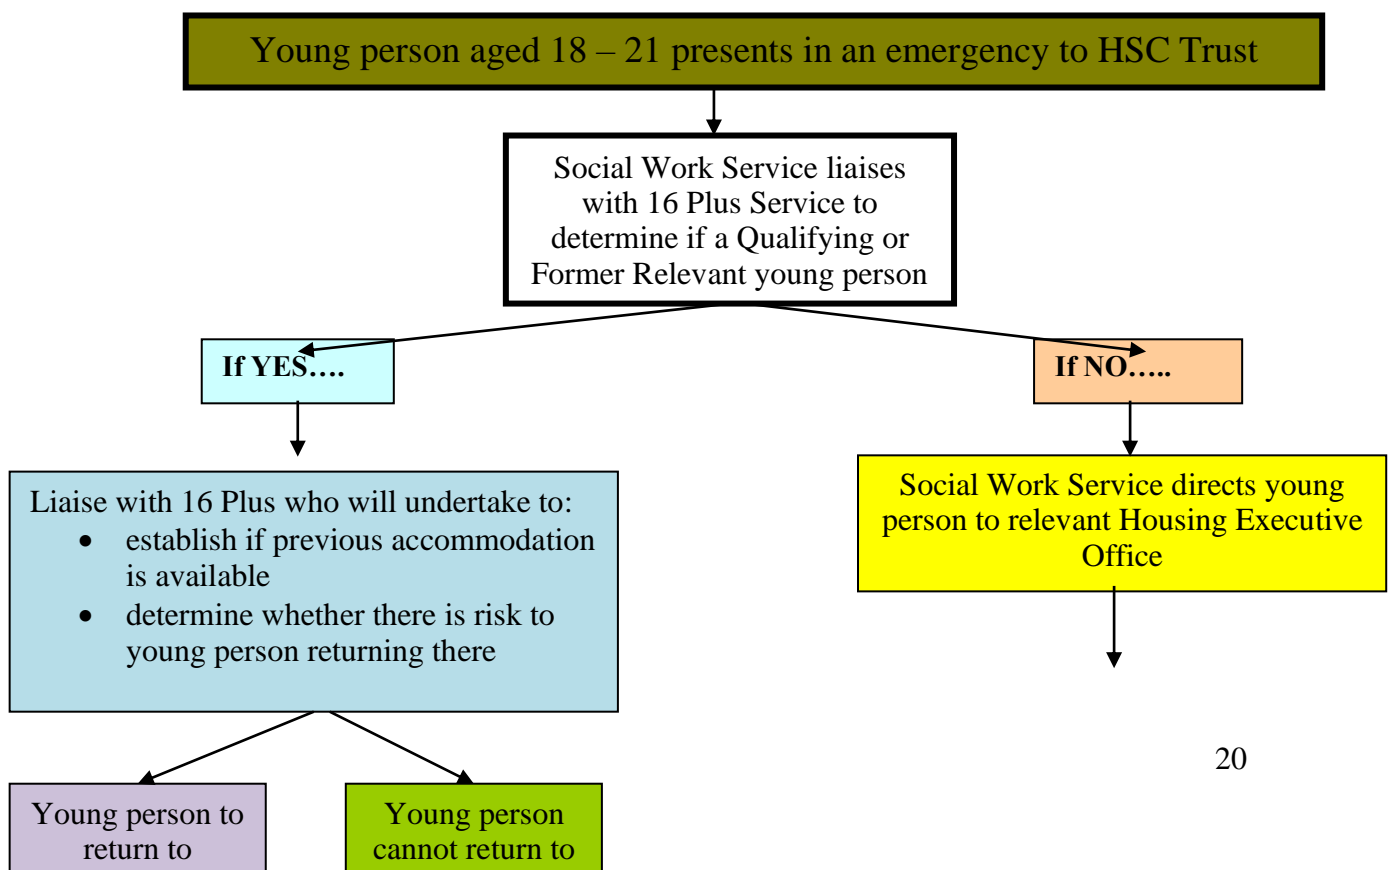 Young person aged 18 – 21 presents in an emergency to HSC Trust
Social Work Service liaises
with 16 Plus Service to
determine if a Qualifying or
Former Relevant young person
If YES….
If NO…..
Liaise with 16 Plus who will undertake to:
• establish if previous accommodation
is available
• determine whether there is risk to
young person returning there
Social Work Service directs young
person to relevant Housing Executive
Office
20
Young person to
return to
Young person
cannot return to